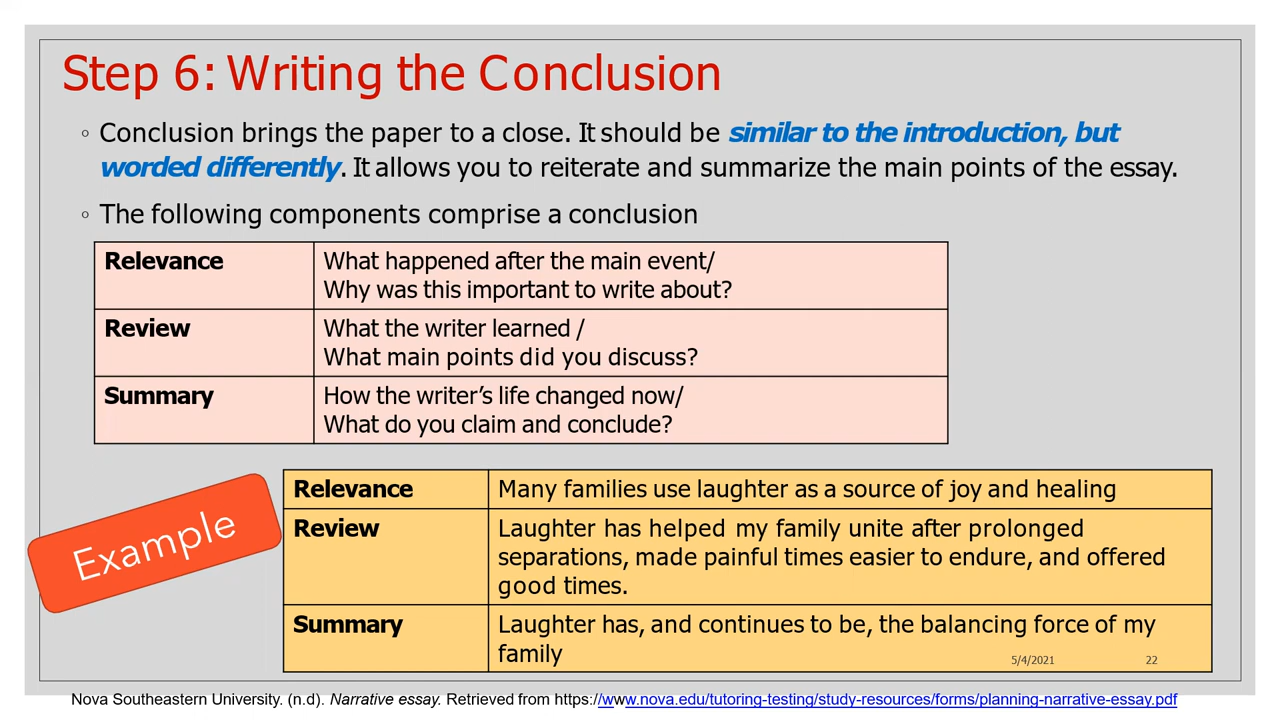 Step 6: Writing the Conclusion
◦ Conclusion brings the paper to a close. It should be similar to the introduction, but
worded differently. It allows you to reiterate and summarize the main points of the essay.
◦ The following components comprise a conclusion
Relevance
What happened after the main event/
Why was this important to write about?
Review
What the writer learned /
What main points did you discuss?
Summary
How the writer's life changed now/
What do you claim and conclude?
Example
Relevance
Many families use laughter as a source of joy and healing
Review
Laughter has helped my family unite after prolonged
separations, made painful times easier to endure, and offered
good times.
Summary
Laughter has, and continues to be, the balancing force of my
family
5/4/2021
22
Nova Southeastern University. (n.d). Narrative essay. Retrieved from https://www.nova.edu/tutoring-testing/study-resources/forms/planning-narrative-essay.pdf